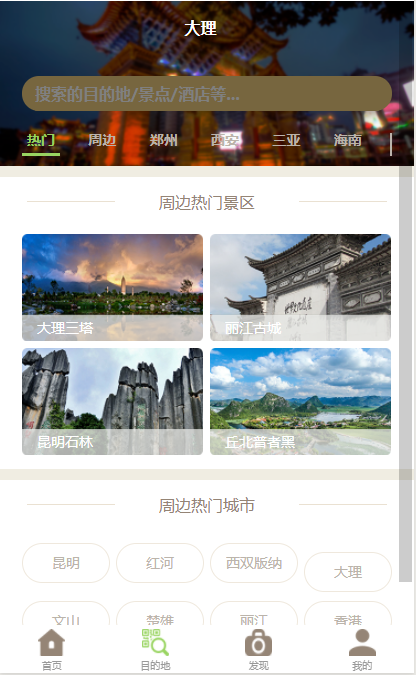 大理
搜索的目的地/景点/酒店等...
热门 周边 郑州 西安 三亚 海南
周边热门景区
大理三塔 丽江古城
昆明石林 丘北普者黑
周边热门城市
昆明 红河 西双版纳 大理
文山 楚雄 丽江 香港
首页 目的地 发现 我的